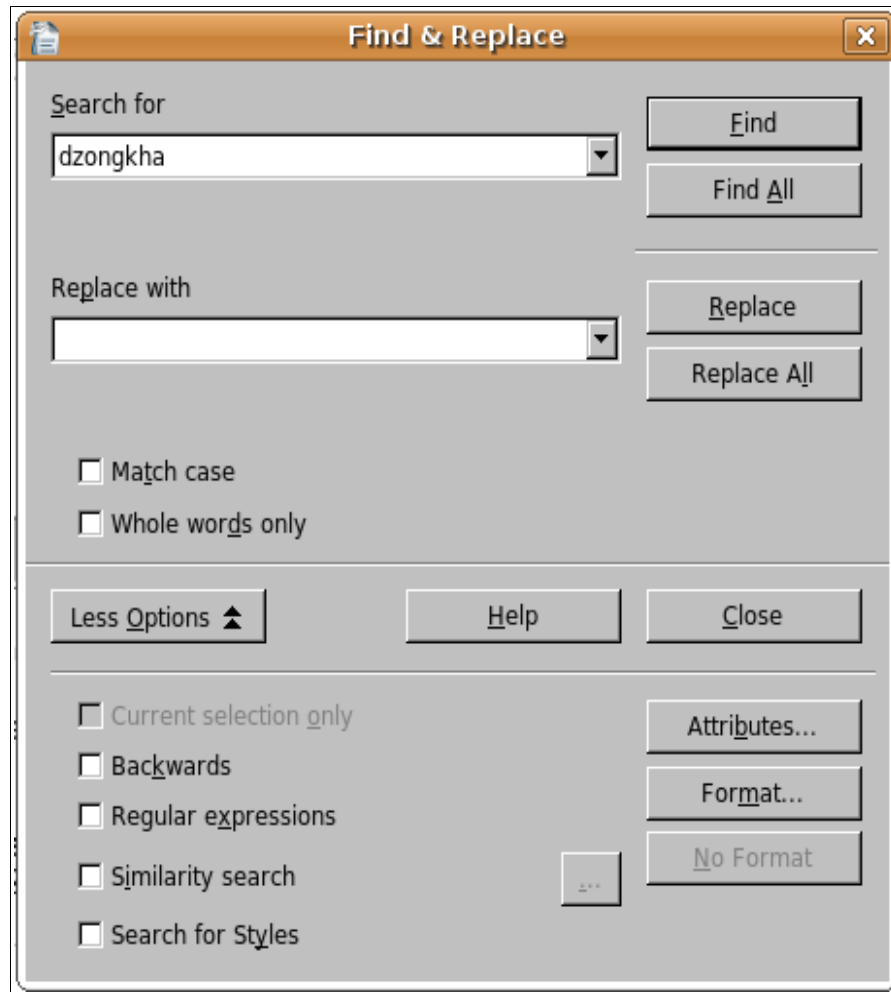 Find & Replace
Search for
Find
dzongkha
Find All
Replace with
Replace
Replace All
Match case
Whole words only
Less Options
Help
Close
Current selection only
Attributes...
Backwards
Format...
Regular expressions
No Format
Similarity search
...
Search for Styles